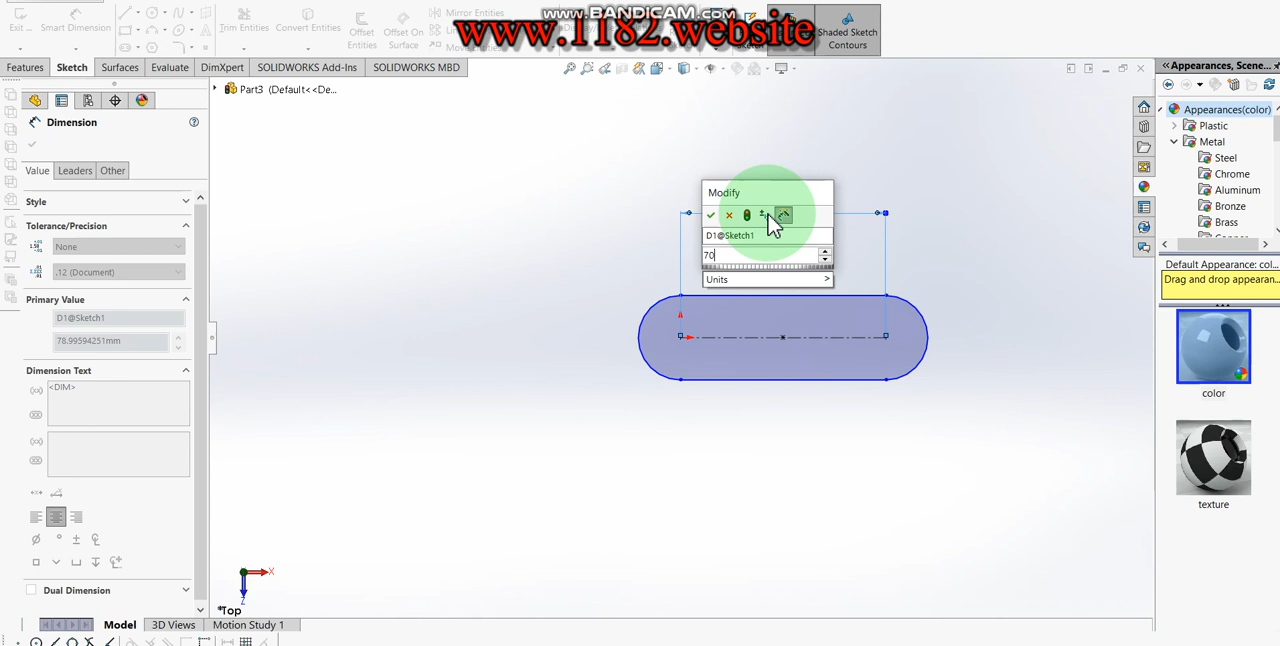 www.BANDICAM.com
www.1182.website
Exit ...
Smart Dimension
Trim Entities
Convert Entities
Offset Entities
Offset On Surface
Mirror Entities
Shaded Sketch Contours
Features
Sketch
Surfaces
Evaluate
DimXpert
SOLIDWORKS Add-Ins
SOLIDWORKS MBD
Part3 (Default<<De...
Dimension
Value
Leaders
Other
Style
Tolerance/Precision
None
.12 (Document)
Primary Value
D1@Sketch1
78.99594251mm
Dimension Text
<DIM>
Dual Dimension
Modify
D1@Sketch1
70
Units
>
X
Z
*Top
Model
3D Views
Motion Study 1
Appearances, Scene...
Appearances(color)
Plastic
Metal
Steel
Chrome
Aluminum
Bronze
Brass
Default Appearance: col...
Drag and drop appearan...
color
texture